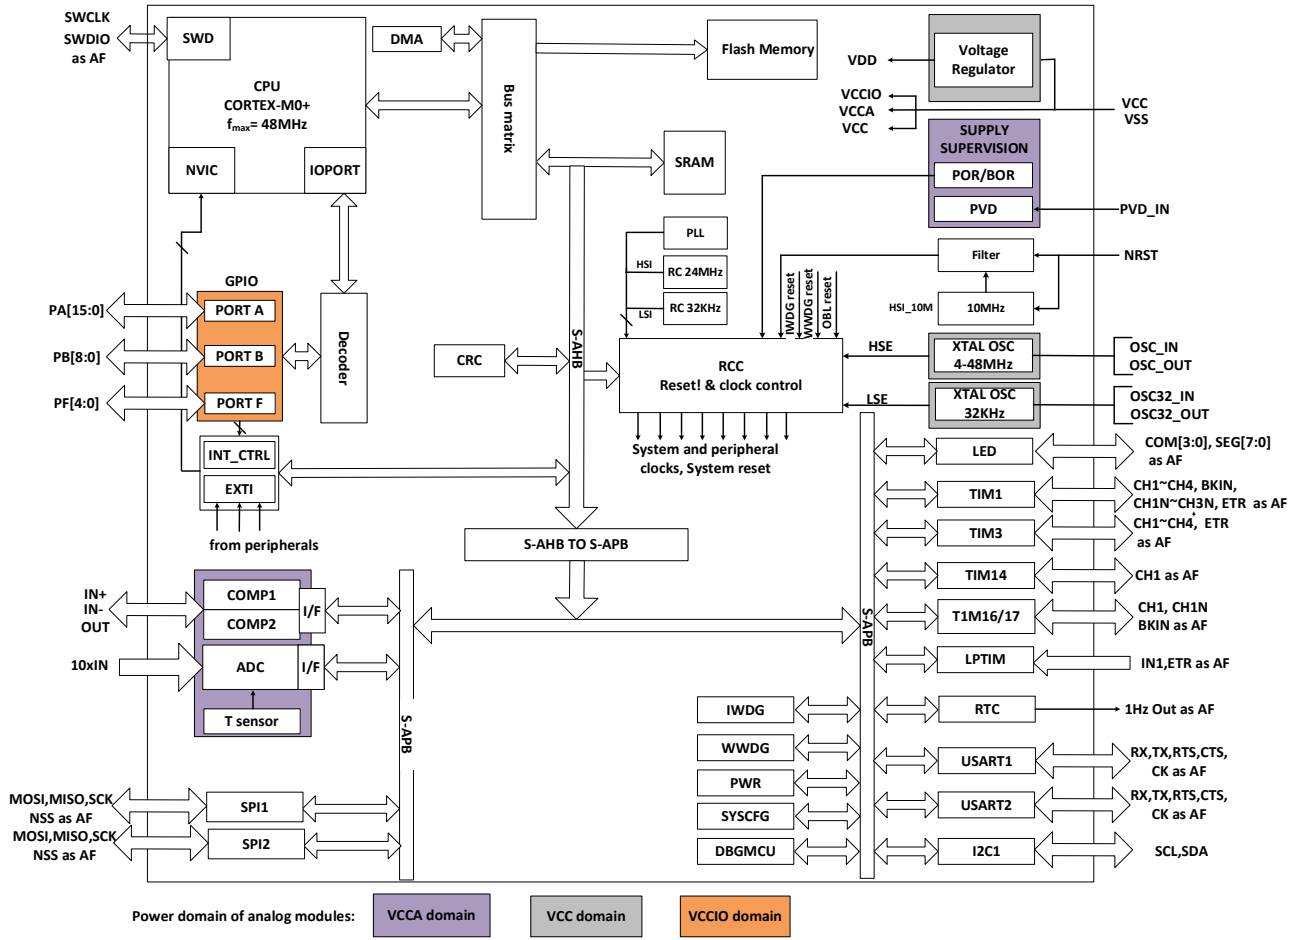 SWCLK
SWDIO
as AF
SWD
CPU
CORTEX-M0+
fmax= 48MHz
NVIC
IOPORT
DMA
Bus matrix
Flash Memory
SRAM
VDD
VCCIO
VCCA
VCC
Voltage
Regulator
VCC
VSS
SUPPLY
SUPERVISION
POR/BOR
PVD
PVD_IN
PLL
HSI
RC 24MHz
LSI
RC 32KHz
Filter
NRST
HSI_10M
10MHz
IWDG reset
WWDG reset
OBL reset
GPIO
PA[15:0]
PORT A
PB[8:0]
PORT B
PF[4:0]
PORT F
Decoder
CRC
S-AHB
RCC
Reset! & clock control
HSE
XTAL OSC
4-48MHz
OSC_IN
OSC_OUT
LSE
XTAL OSC
32KHz
OSC32_IN
OSC32_OUT
System and peripheral
clocks, System reset
INT_CTRL
EXTI
from peripherals
S-AHB TO S-APB
IN+
IN-
OUT
COMP1
COMP2
I/F
10xIN
ADC
I/F
T sensor
S-APB
MOSI,MISO,SCK
NSS as AF
SPI1
MOSI,MISO,SCK
NSS as AF
SPI2
S-APB
IWDG
WWDG
PWR
SYSCFG
DBGMCU
LED
COM[3:0], SEG[7:0]
as AF
TIM1
CH1~CH4, BKIN,
CH1N~CH3N, ETR as AF
TIM3
CH1~CH4, ETR
as AF
TIM14
CH1 as AF
T1M16/17
CH1, CH1N
BKIN as AF
LPTIM
IN1,ETR as AF
RTC
1Hz Out as AF
USART1
RX,TX,RTS,CTS,
CK as AF
USART2
RX,TX,RTS,CTS,
CK as AF
I2C1
SCL,SDA
Power domain of analog modules:
VCCA domain
VCC domain
VCCIO domain